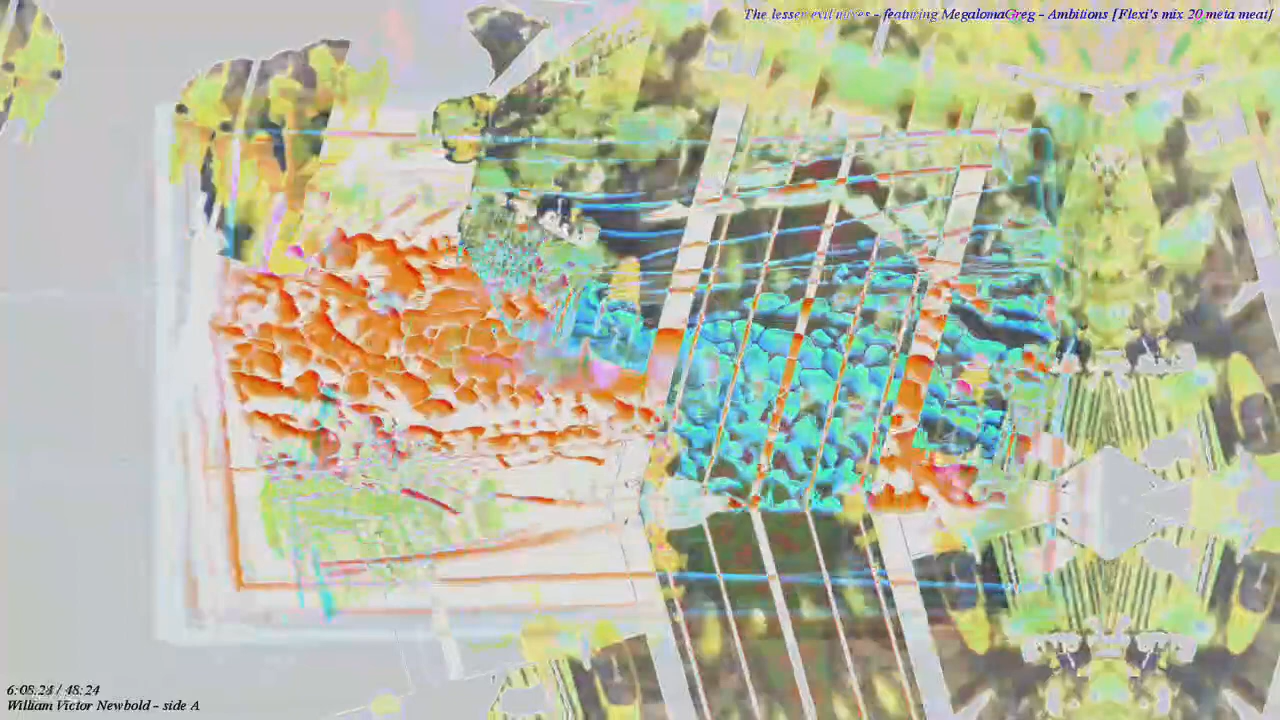 The lesser evil mixes - featuring MegalomaGreg - Ambitions [Flexi's mix 20 meta meat]
6:08.24 / 48:24
William Victor Newbold - side A